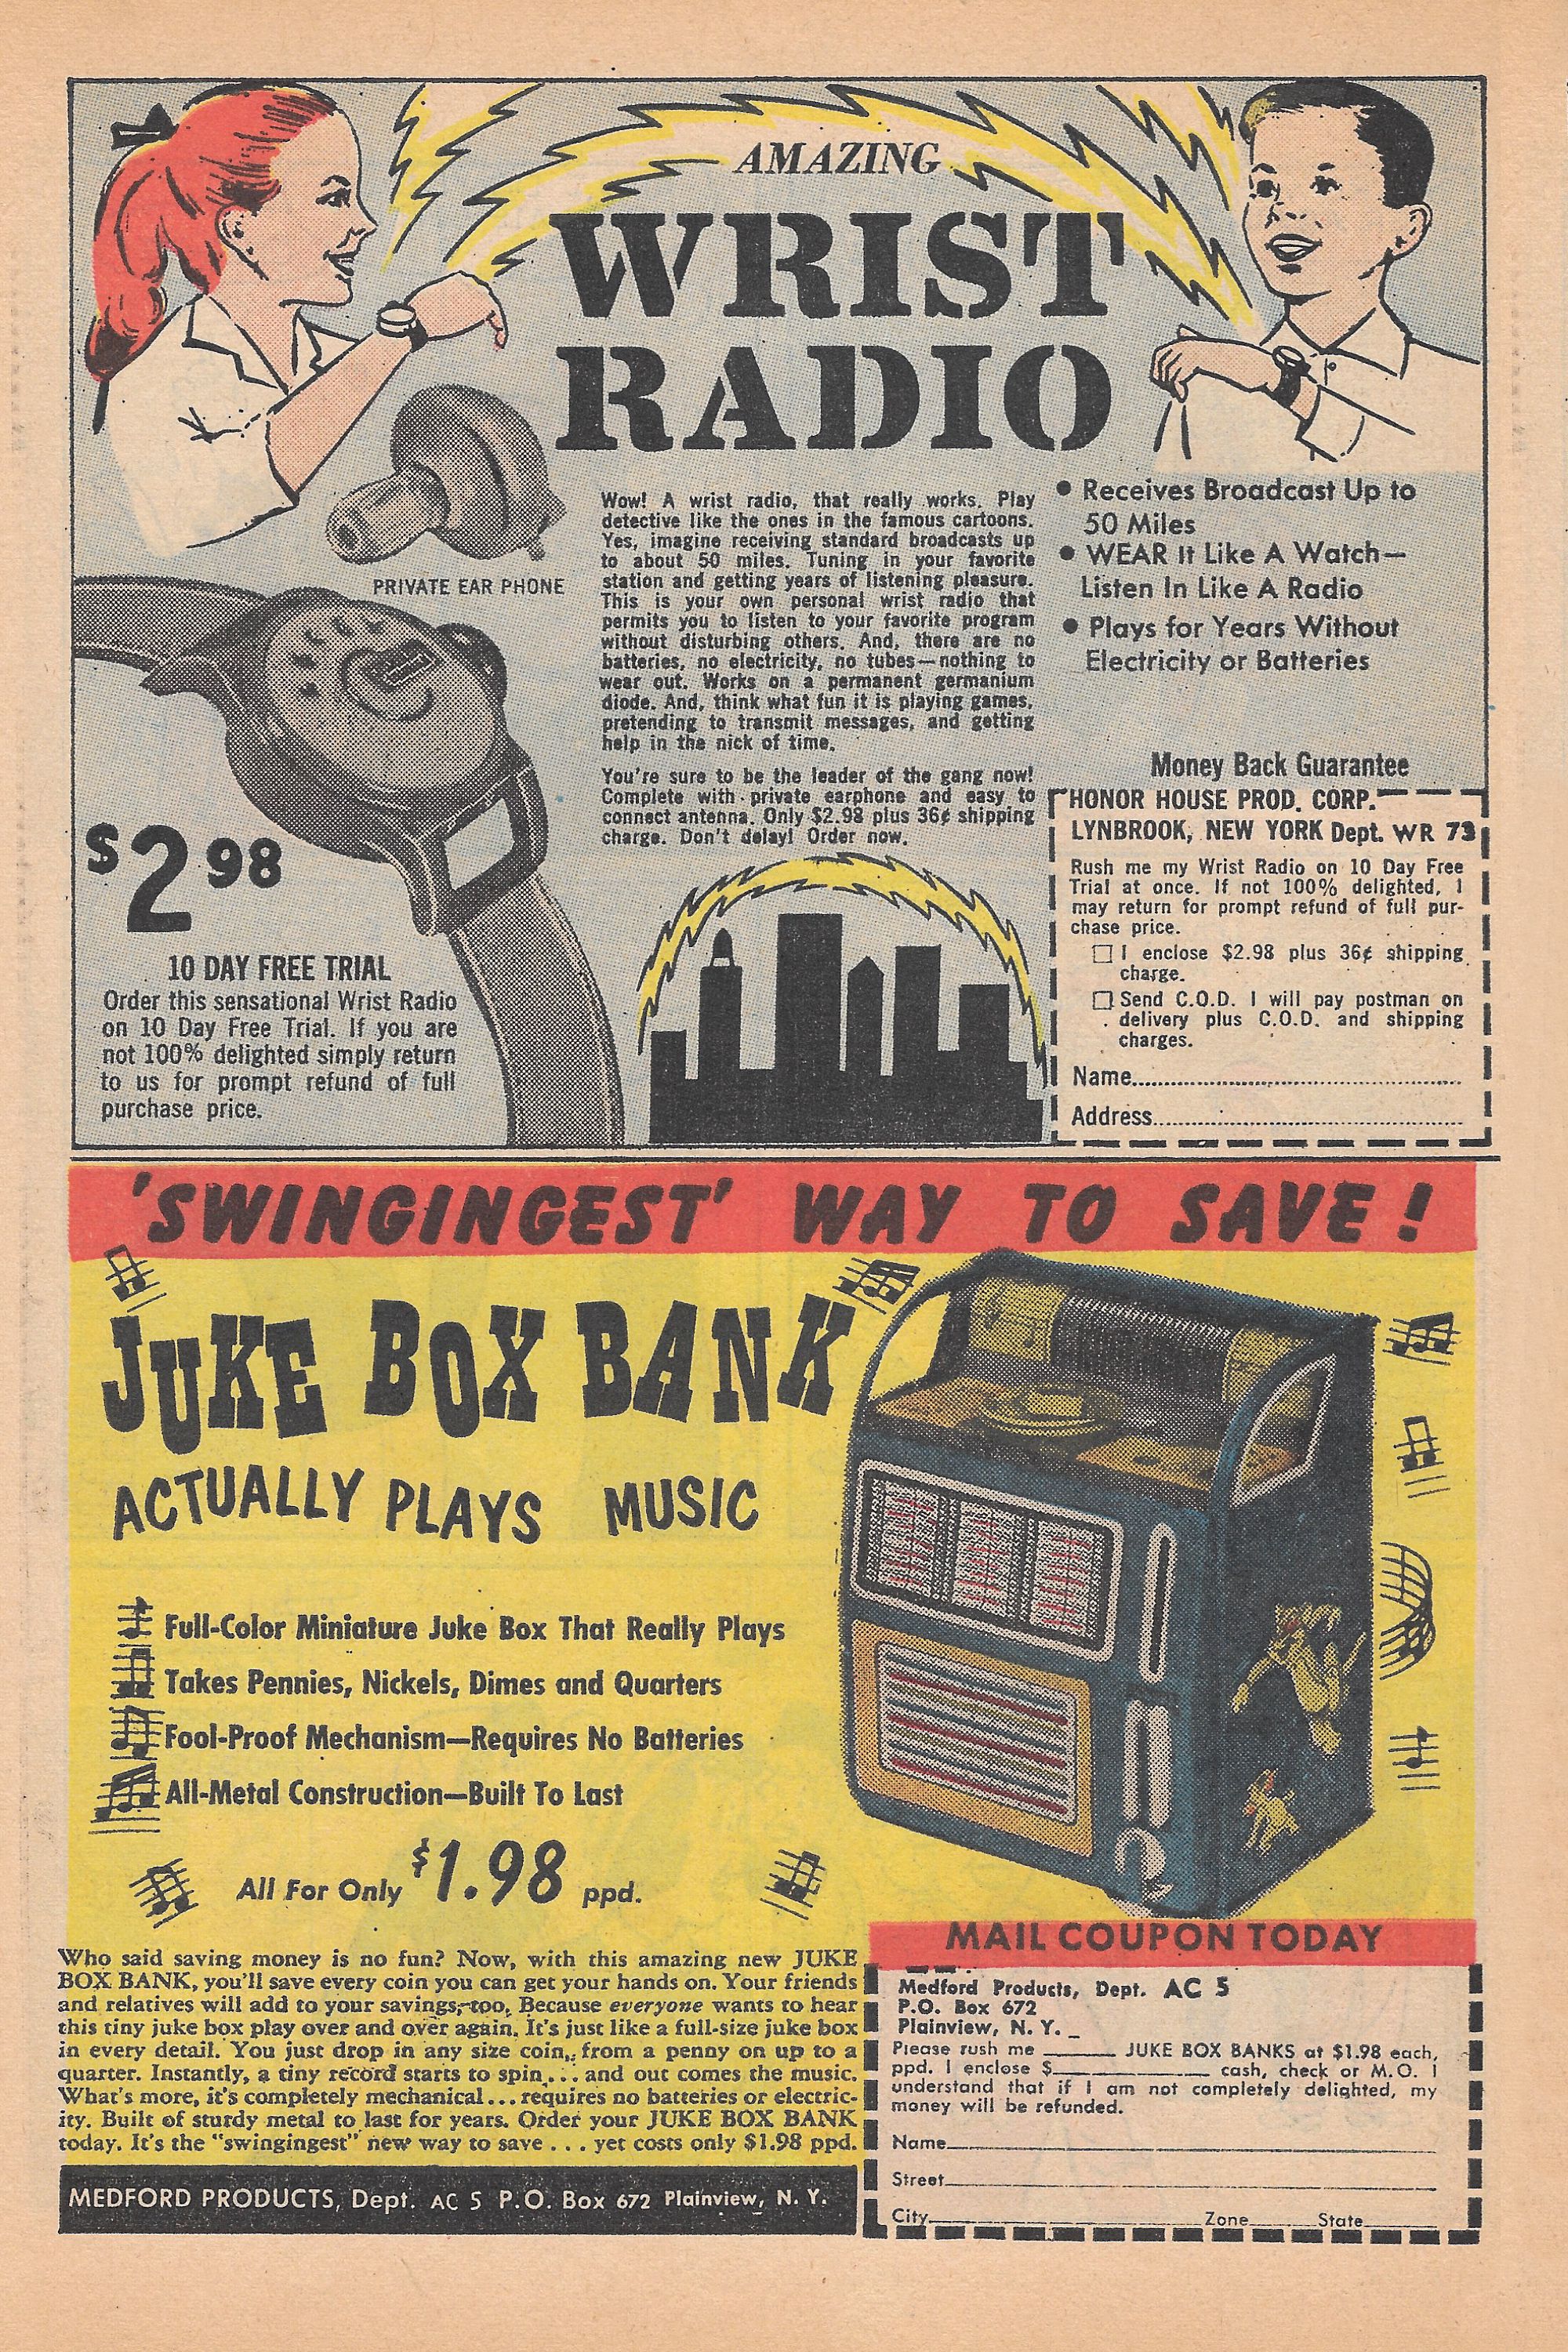 AMAZING
WRIST
RADIO
PRIVATE EAR PHONE
Wow! A wrist radio, that really works. Play
detective like the ones in the famous cartoons.
Yes, imagine receiving standard broadcasts up
to about 50 miles. Tuning in your favorite
station and getting years of listening pleasure.
This is your own personal wrist radio that
permits you to listen to your favorite program
without disturbing others. And, there are no
batteries, no electricity, no tubes—nothing to
wear out. Works on a permanent germanium
diode. And, think what fun it is playing games,
pretending to transmit messages, and getting
help in the nick of time.
You're sure to be the leader of the gang now!
Complete with private earphone and easy to
connect antenna. Only $2.98 plus 36¢ shipping
charge. Don't delay! Order now.
• Receives Broadcast Up to
50 Miles
• WEAR It Like A Watch—
Listen In Like A Radio
• Plays for Years Without
Electricity or Batteries
$2.98
10 DAY FREE TRIAL
Order this sensational Wrist Radio
on 10 Day Free Trial. If you are
not 100% delighted simply return
to us for prompt refund of full
purchase price.
Money Back Guarantee
HONOR HOUSE PROD. CORP.
LYNBROOK, NEW YORK Dept. WR 73
Rush me my Wrist Radio on 10 Day Free
Trial at once. If not 100% delighted, I
may return for prompt refund of full pur-
chase price.
☐ I enclose $2.98 plus 36¢ shipping
charge.
☐ Send C.O.D. I will pay postman on
delivery plus C.O.D. and shipping
charges.
Name
Address
'SWINGINGEST' WAY TO SAVE!
JUKE BOX BANK
ACTUALLY PLAYS MUSIC
Full-Color Miniature Juke Box That Really Plays
Takes Pennies, Nickels, Dimes and Quarters
Fool-Proof Mechanism—Requires No Batteries
All-Metal Construction—Built To Last
All For Only $1.98 ppd.
Who said saving money is no fun? Now, with this amazing new JUKE
BOX BANK, you'll save every coin you can get your hands on. Your friends
and relatives will add to your savings, too. Because everyone wants to hear
this tiny juke box play over and over again. It's just like a full-size juke box
in every detail. You just drop in any size coin, from a penny on up to a
quarter. Instantly, a tiny record starts to spin... and out comes the music.
What's more, it's completely mechanical... requires no batteries or electric-
ity. Built of sturdy metal to last for years. Order your JUKE BOX BANK
today. It's the "swingingest" new way to save . . . yet costs only $1.98 ppd.
MEDFORD PRODUCTS, Dept. AC 5 P.O. Box 672 Plainview, N. Y.
MAIL COUPON TODAY
Medford Products, Dept. AC 5
P.O. Box 672
Plainview, N. Y.
Please rush me ______ JUKE BOX BANKS at $1.98 each,
ppd. I enclose $______ cash, check or M.O. I
understand that if I am not completely delighted, my
money will be refunded.
Name
Street
City Zone State